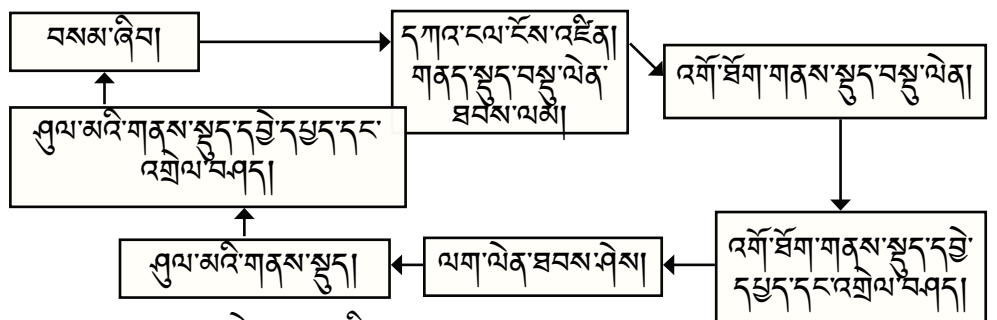 བསམ་ཞིབ།
དཀའ་ངལ་ངོས་འཛིན།
གནད་སྡུད་བསྡུ་ལེན་
ཐབས་ལམ།
འགོ་ཐོག་གནས་སྡུད་བསྡུ་ལེན།
འགོ་ཐོག་གནས་སྡུད་དབྱེ་
དཔྱད་དང་འགྲེལ་བཤད།
ལག་ལེན་ཐབས་ཤེས།
ཤུལ་མའི་གནས་སྡུད།
ཤུལ་མའི་གནས་སྡུད་དབྱེ་དཔྱད་དང་
འགྲེལ་བཤད།